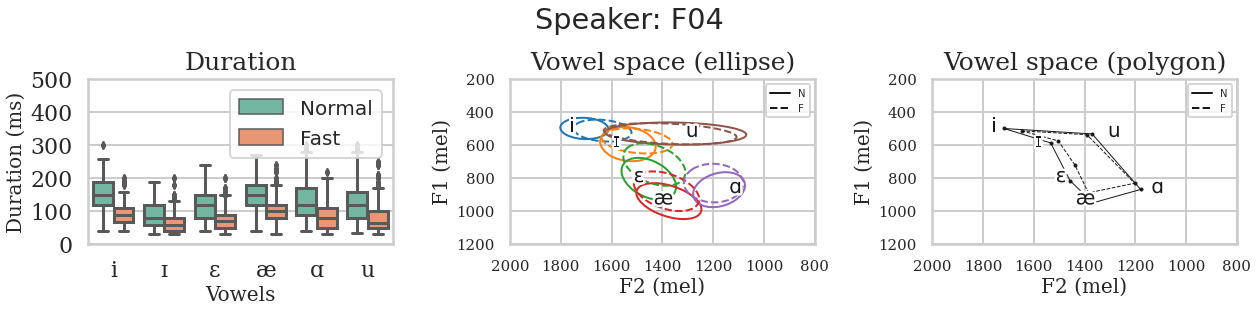 Speaker: F04
Duration
Duration (ms)
500
400
300
200
100
0
Normal
Fast
i ɪ ɛ æ ɑ u
Vowels
Vowel space (ellipse)
F1 (mel)
200
400
600
800
1000
1200
N
F
i
ɪ
u
ɛ
æ
ɑ
2000 1800 1600 1400 1200 1000 800
F2 (mel)
Vowel space (polygon)
F1 (mel)
200
400
600
800
1000
1200
N
F
i
ɪ
u
ɛ
æ
ɑ
2000 1800 1600 1400 1200 1000 800
F2 (mel)